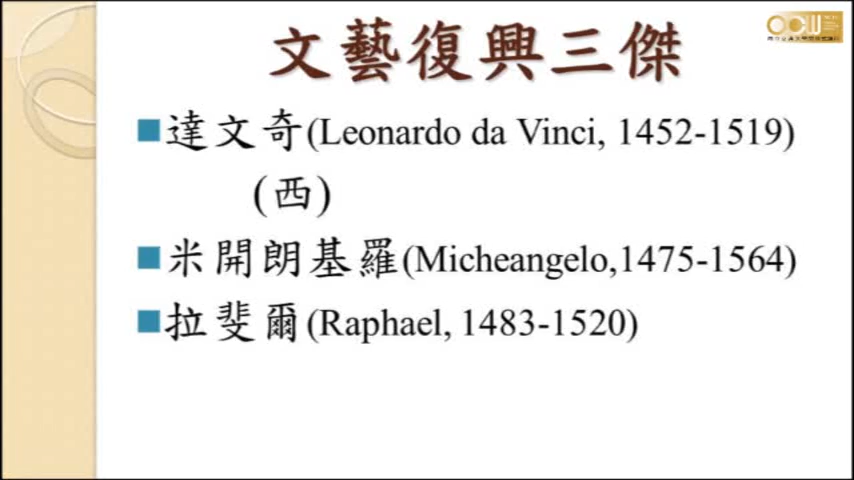 OCW
文藝復興三傑
■達文奇(Leonardo da Vinci, 1452-1519)
(西)
■米開朗基羅(Micheangelo,1475-1564)
■拉斐爾(Raphael, 1483-1520)